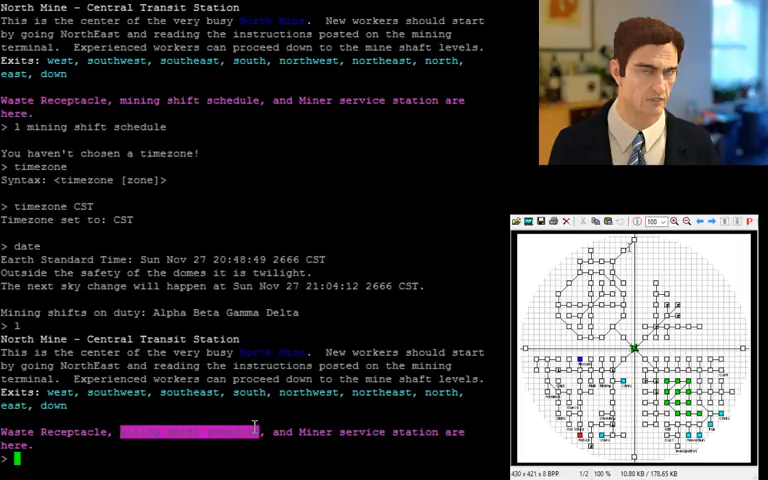 North Mine - Central Transit Station
This is the center of the very busy North Mine. New workers should start
by going NorthEast and reading the instructions posted on the mining
terminal. Experienced workers can proceed down to the mine shaft levels.
Exits: west, southwest, southeast, south, northwest, northeast, north,
east, down
Waste Receptacle, mining shift schedule, and Miner service station are
here.
> l mining shift schedule
You haven't chosen a timezone!
> timezone
Syntax: <timezone [zone]>
> timezone CST
Timezone set to: CST
> date
Earth Standard Time: Sun Nov 27 20:48:49 2666 CST
Outside the safety of the domes it is twilight.
The next sky change will happen at Sun Nov 27 21:04:12 2666 CST.
Mining shifts on duty: Alpha Beta Gamma Delta
> l
North Mine - Central Transit Station
This is the center of the very busy North Mine. New workers should start
by going NorthEast and reading the instructions posted on the mining
terminal. Experienced workers can proceed down to the mine shaft levels.
Exits: west, southwest, southeast, south, northwest, northeast, north,
east, down
Waste Receptacle, mining shift schedule, and Miner service station are
here.
>
100
430 x 421 x 8 BPP 1/2 100 % 10.88 KB / 178.65 KB